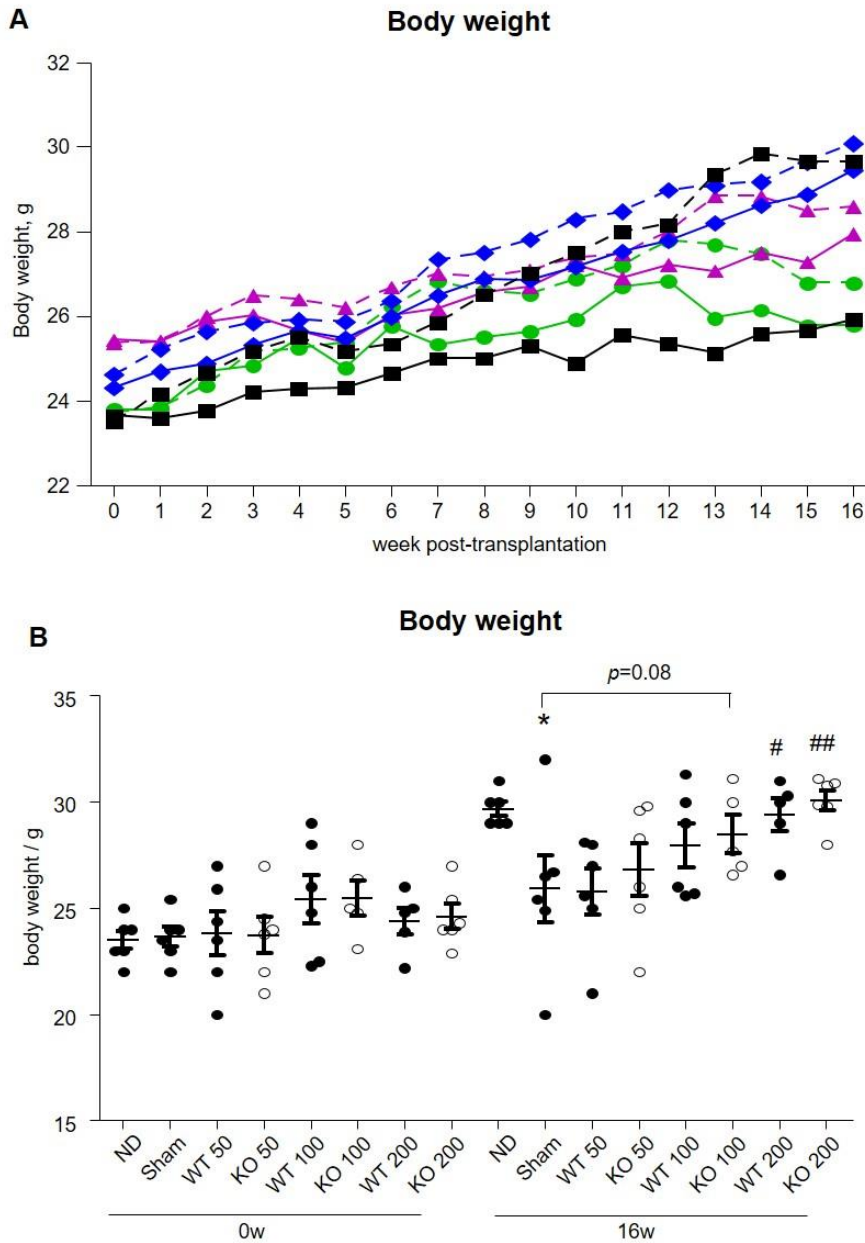 A
Body weight
Body weight, g
32
30
28
26
24
22
0 1 2 3 4 5 6 7 8 9 10 11 12 13 14 15 16
week post-transplantation
B
Body weight
body weight / g
35
30
25
20
15
p=0.08
*
#
##
ND Sham WT 50 KO 50 WT 100 KO 100 WT 200 KO 200 ND Sham WT 50 KO 50 WT 100 KO 100 WT 200 KO 200
0w 16w